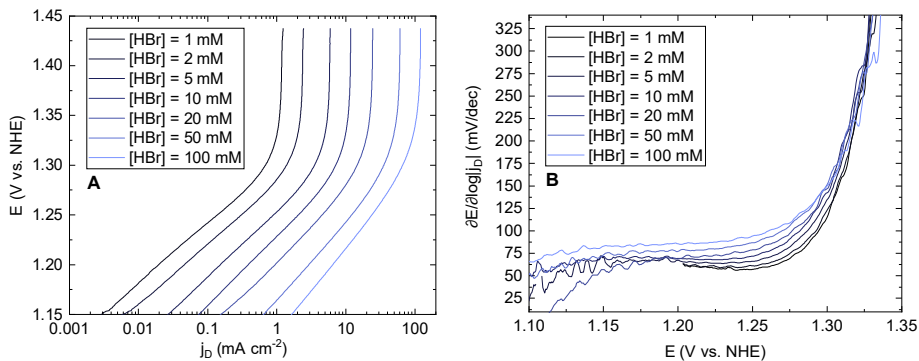 [HBr] = 1 mM
[HBr] = 2 mM
[HBr] = 5 mM
[HBr] = 10 mM
[HBr] = 20 mM
[HBr] = 50 mM
[HBr] = 100 mM
A
1.45
1.40
1.35
1.30
1.25
1.20
1.15
E (V vs. NHE)
0.001 0.01 0.1 1 10 100
j_D (mA cm⁻²)
[HBr] = 1 mM
[HBr] = 2 mM
[HBr] = 5 mM
[HBr] = 10 mM
[HBr] = 20 mM
[HBr] = 50 mM
[HBr] = 100 mM
B
325
300
275
250
225
200
175
150
125
100
75
50
25
∂E/∂log|j_D| (mV/dec)
1.10 1.15 1.20 1.25 1.30 1.35
E (V vs. NHE)